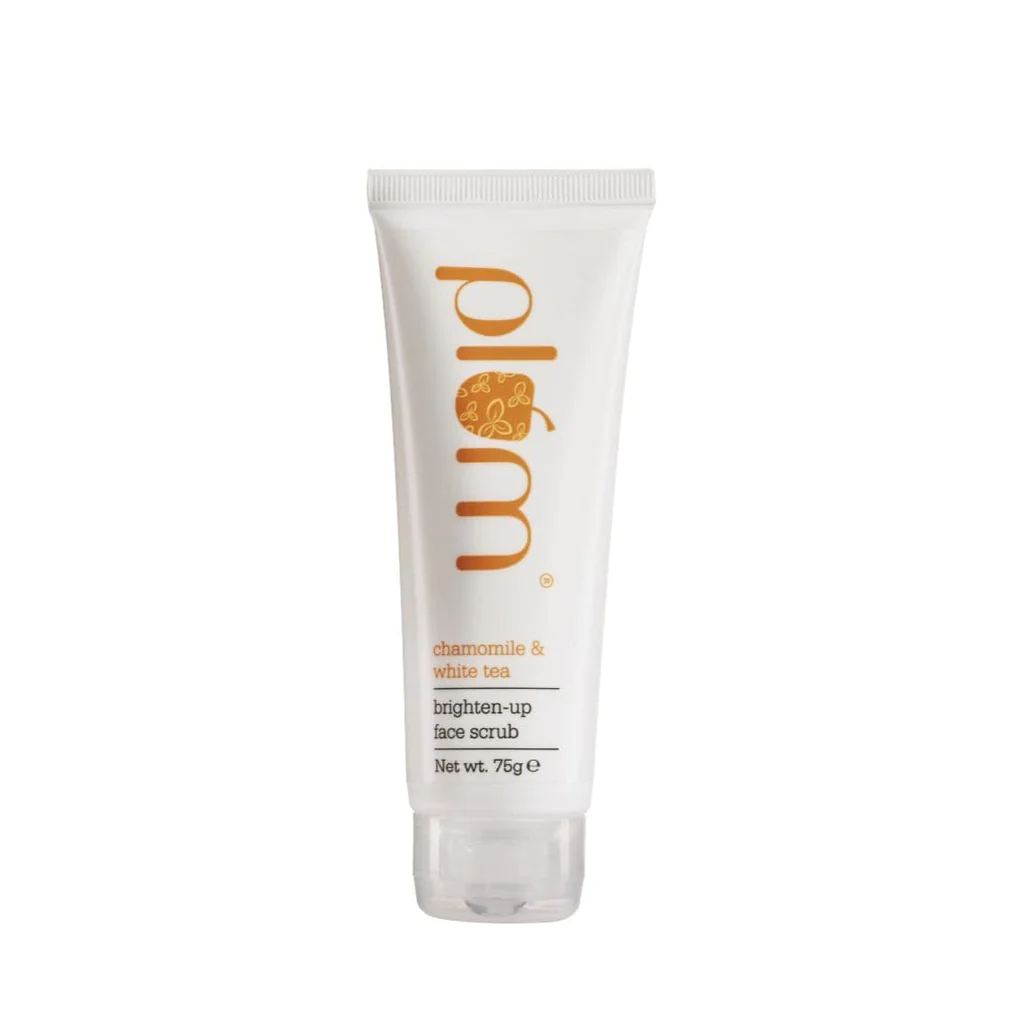 plum
®
chamomile &
white tea
brighten-up
face scrub
Net wt. 75g ℮